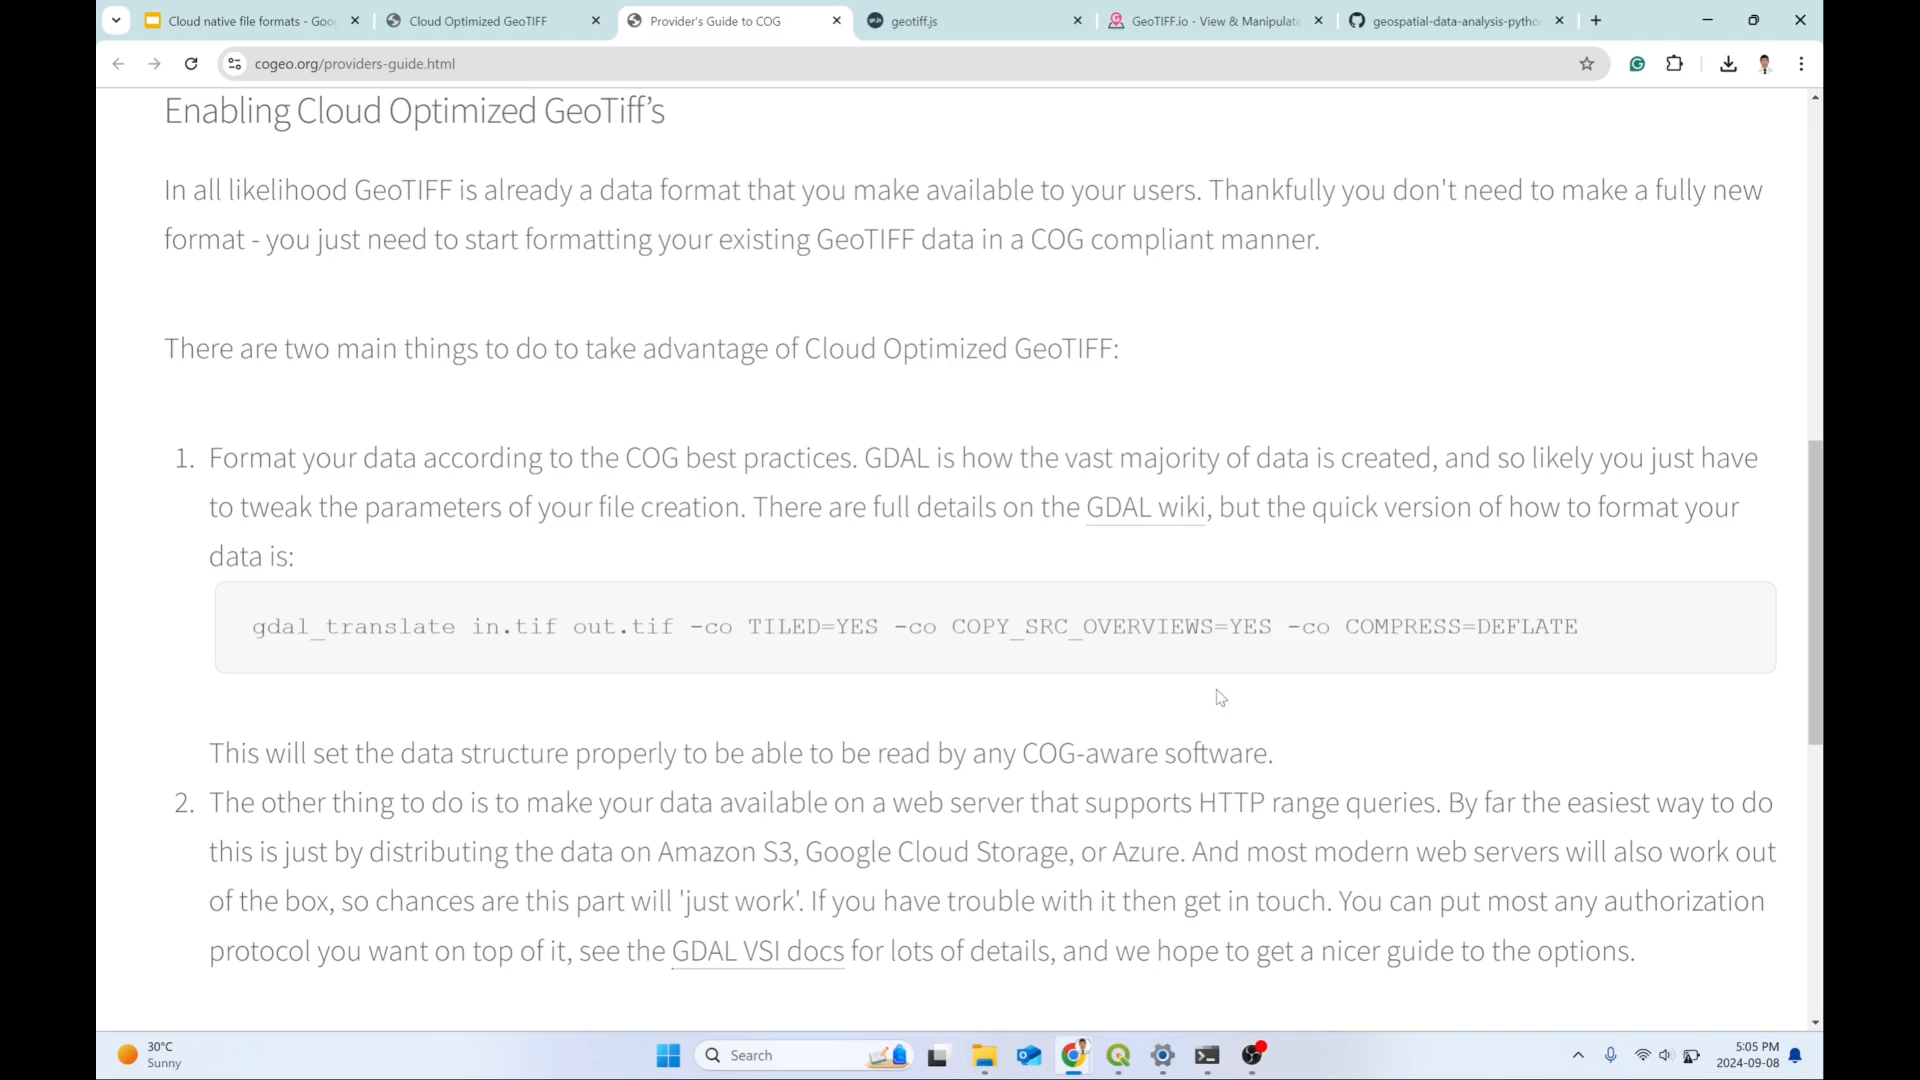 Cloud native file formats - Goo
Cloud Optimized GeoTIFF
Provider's Guide to COG
geotiff.js
GeoTIFF.io - View & Manipulate
geospatial-data-analysis-pytho
cogeo.org/providers-guide.html
Enabling Cloud Optimized GeoTiff’s
In all likelihood GeoTIFF is already a data format that you make available to your users. Thankfully you don't need to make a fully new
format - you just need to start formatting your existing GeoTIFF data in a COG compliant manner.
There are two main things to do to take advantage of Cloud Optimized GeoTIFF:
1. Format your data according to the COG best practices. GDAL is how the vast majority of data is created, and so likely you just have
to tweak the parameters of your file creation. There are full details on the GDAL wiki, but the quick version of how to format your
data is:
gdal_translate in.tif out.tif -co TILED=YES -co COPY_SRC_OVERVIEWS=YES -co COMPRESS=DEFLATE
This will set the data structure properly to be able to be read by any COG-aware software.
2. The other thing to do is to make your data available on a web server that supports HTTP range queries. By far the easiest way to do
this is just by distributing the data on Amazon S3, Google Cloud Storage, or Azure. And most modern web servers will also work out
of the box, so chances are this part will 'just work'. If you have trouble with it then get in touch. You can put most any authorization
protocol you want on top of it, see the GDAL VSI docs for lots of details, and we hope to get a nicer guide to the options.
30°C
Sunny
Search
5:05 PM
2024-09-08